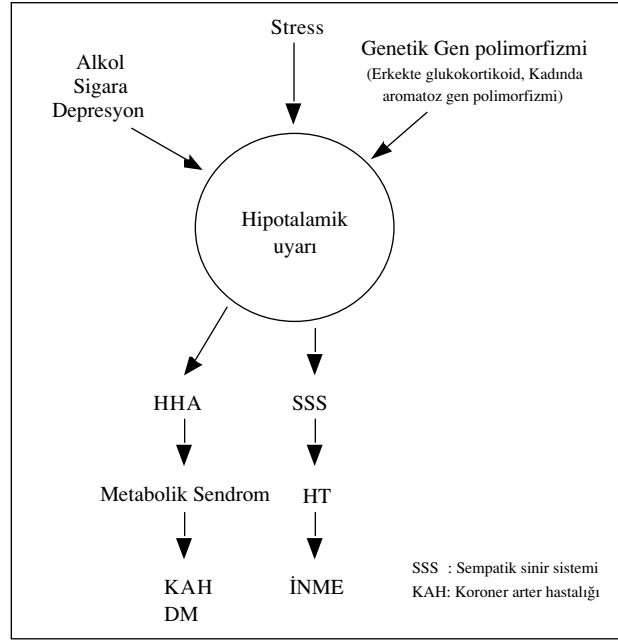 Stress
Genetik Gen polimorfizmi
(Erkekte glukokortikoid, Kadında
aromatoz gen polimorfizmi)
Alkol
Sigara
Depresyon
Hipotalamik
uyarı
HHA
SSS
Metabolik Sendrom
HT
KAH
DM
İNME
SSS : Sempatik sinir sistemi
KAH: Koroner arter hastalığı